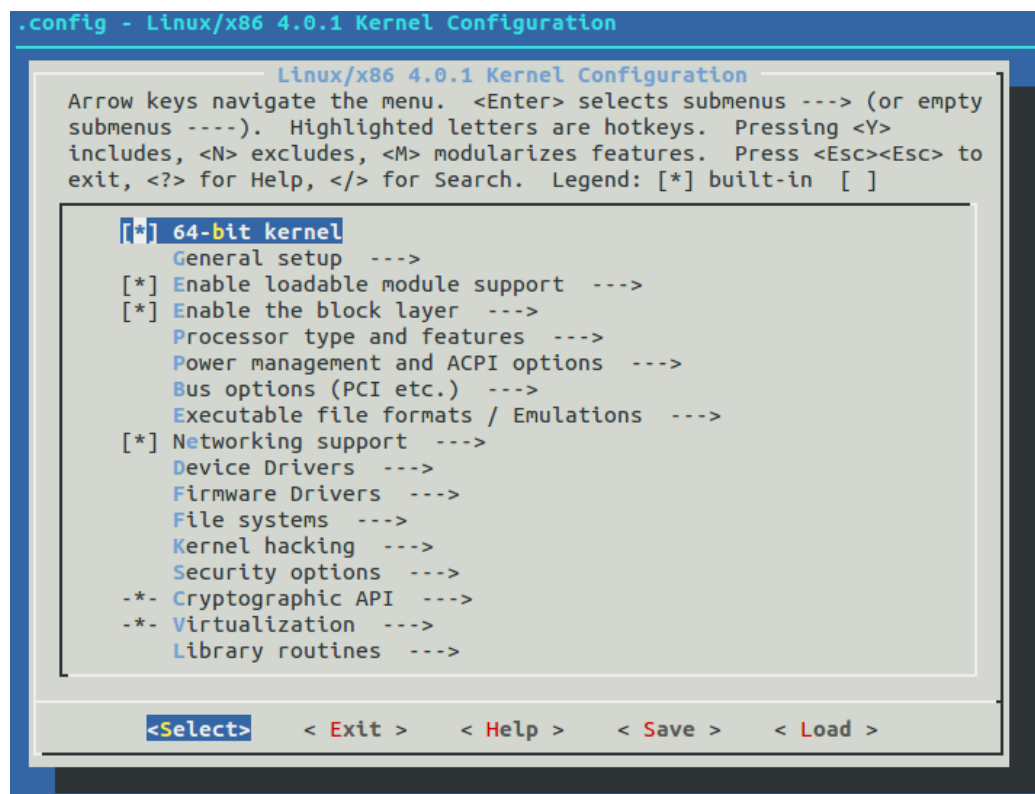 .config - Linux/x86 4.0.1 Kernel Configuration
Linux/x86 4.0.1 Kernel Configuration
Arrow keys navigate the menu.  <Enter> selects submenus ---> (or empty
submenus ----).  Highlighted letters are hotkeys.  Pressing <Y>
includes, <N> excludes, <M> modularizes features.  Press <Esc><Esc> to
exit, <?> for Help, </> for Search.  Legend: [*] built-in  [ ]
[*] 64-bit kernel
General setup  --->
[*] Enable loadable module support  --->
[*] Enable the block layer  --->
Processor type and features  --->
Power management and ACPI options  --->
Bus options (PCI etc.)  --->
Executable file formats / Emulations  --->
[*] Networking support  --->
Device Drivers  --->
Firmware Drivers  --->
File systems  --->
Kernel hacking  --->
Security options  --->
-*- Cryptographic API  --->
-*- Virtualization  --->
Library routines  --->
<Select>    < Exit >    < Help >    < Save >    < Load >